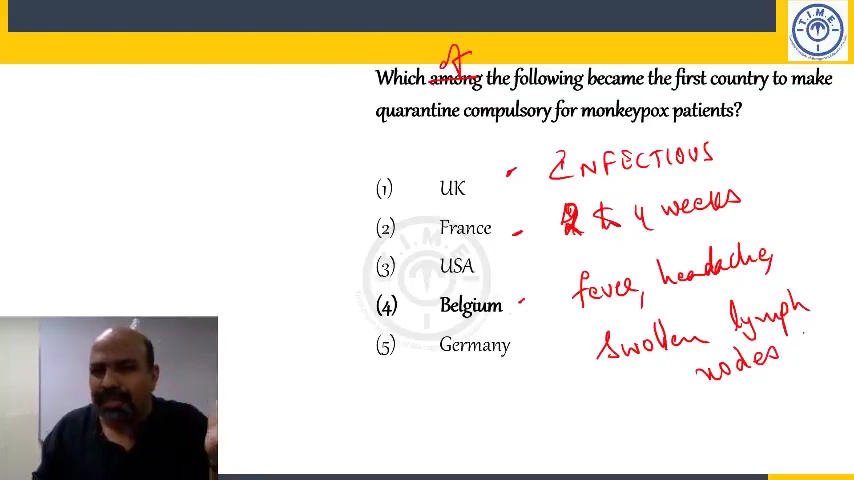 T.I.M.E.
of
Which among the following became the first country to make
quarantine compulsory for monkeypox patients?
(1) UK
(2) France
(3) USA
(4) Belgium
(5) Germany
INFECTIOUS
2 to 4 weeks
fever, headache,
swollen lymph
nodes